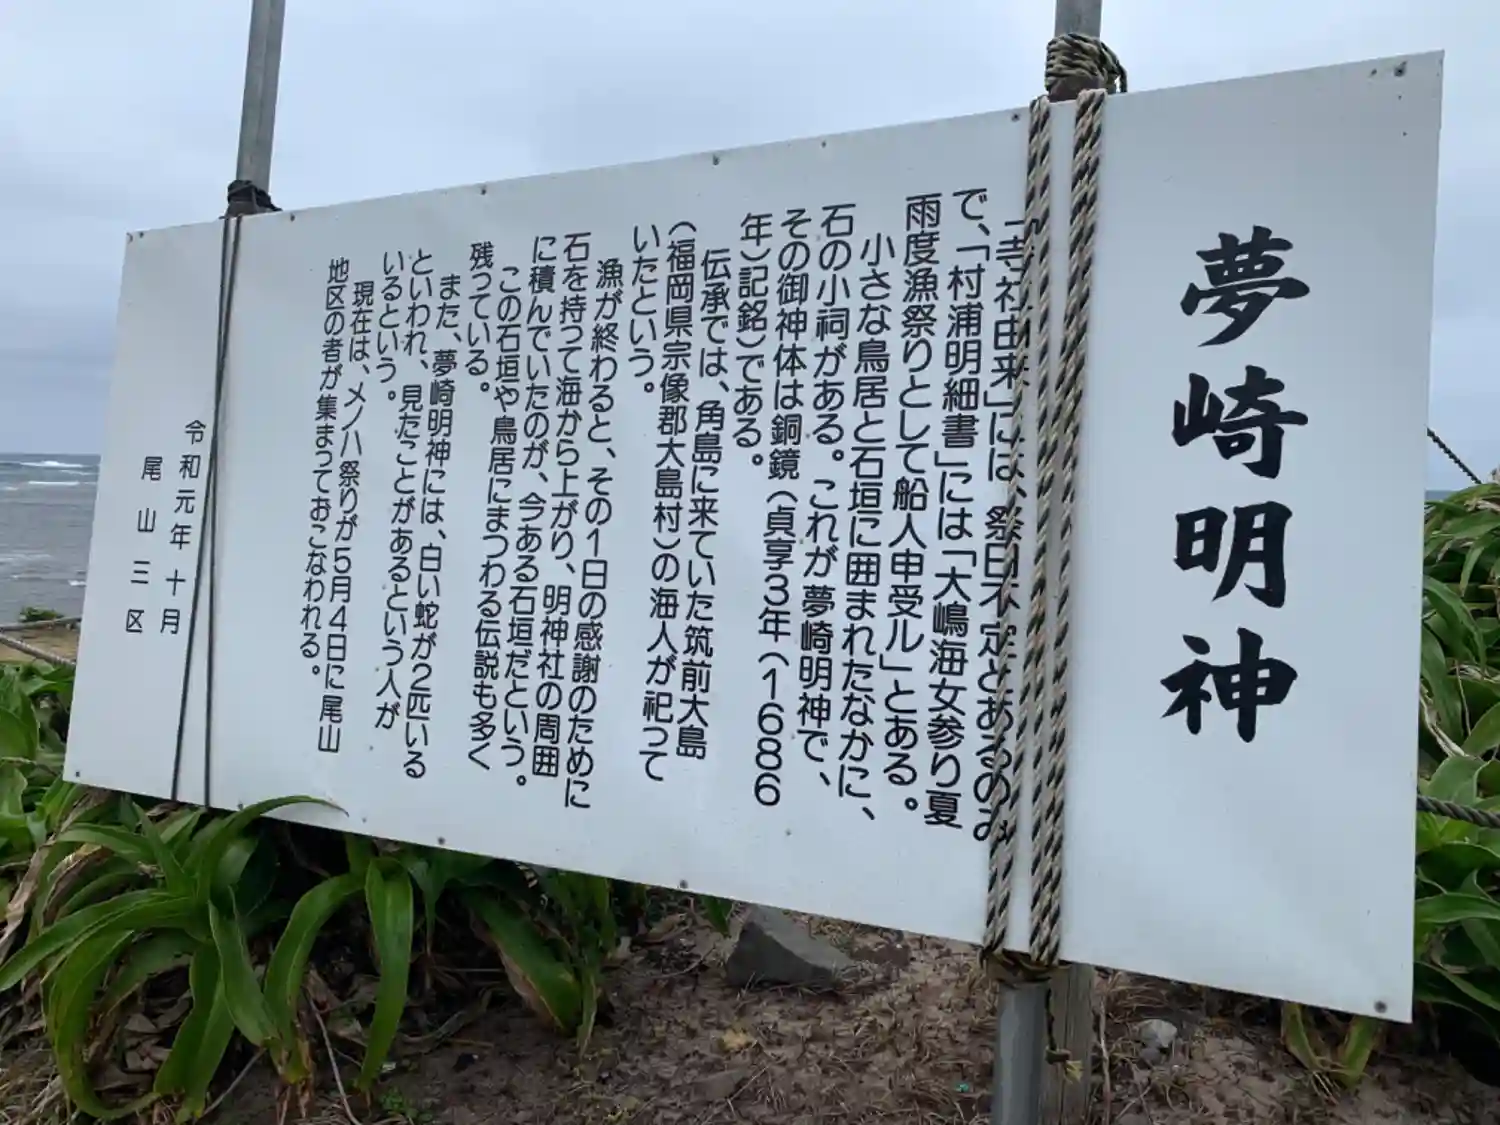 夢崎明神
「寺社由来」には、祭日不定とあるのみ
で、「村浦明細書」には「大嶋海女参り夏
雨度漁祭りとして船人申受ル」とある。
小さな鳥居と石垣に囲まれたなかに、
石の小祠がある。これが夢崎明神で、
その御神体は銅鏡(貞享3年(1686
年)記銘)である。
伝承では、角島に来ていた筑前大島
(福岡県宗像郡大島村)の海人が祀って
いたという。
漁が終わると、その1日の感謝のために
石を持って海から上がり、明神社の周囲
に積んでいたのが、今ある石垣だという。
この石垣や鳥居にまつわる伝説も多く
残っている。
また、夢崎明神には、白い蛇が2匹いる
といわれ、見たことがあるという人が
いるという。
現在は、メノハ祭りが5月4日に尾山
地区の者が集まっておこなわれる。
令和元年十月
尾山三区